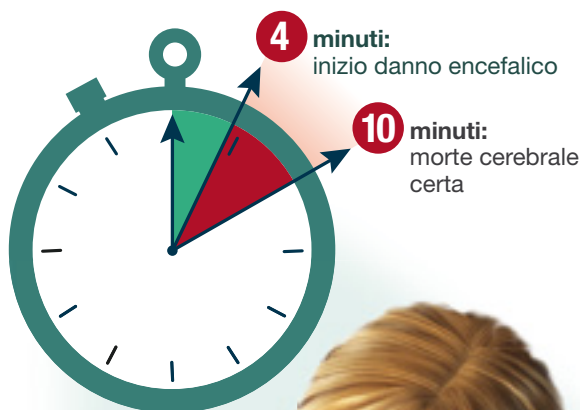 4 minuti:
inizio danno encefalico
10 minuti:
morte cerebrale
certa